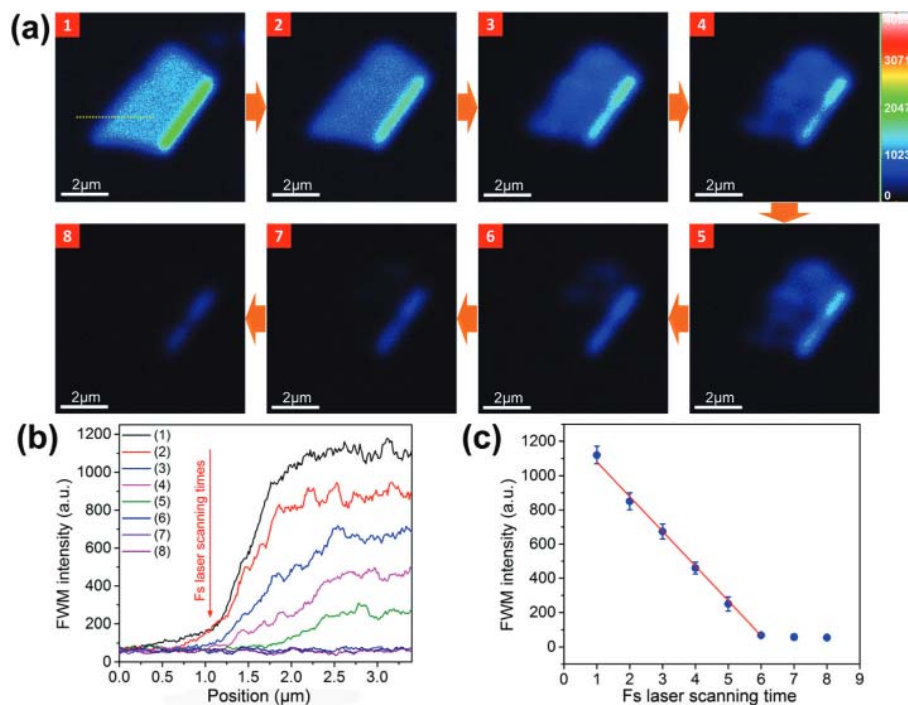 (a)
1
2
3
4
4095
3071
2047
1023
0
2μm
2μm
2μm
2μm
8
7
6
5
2μm
2μm
2μm
2μm
(b)
FWM intensity (a.u.)
1200
1000
800
600
400
200
0
(1)
(2)
(3)
(4)
(5)
(6)
(7)
(8)
Fs laser scanning times
0.0 0.5 1.0 1.5 2.0 2.5 3.0
Position (μm)
(c)
FWM intensity (a.u.)
1200
1000
800
600
400
200
0
0 1 2 3 4 5 6 7 8 9
Fs laser scanning time